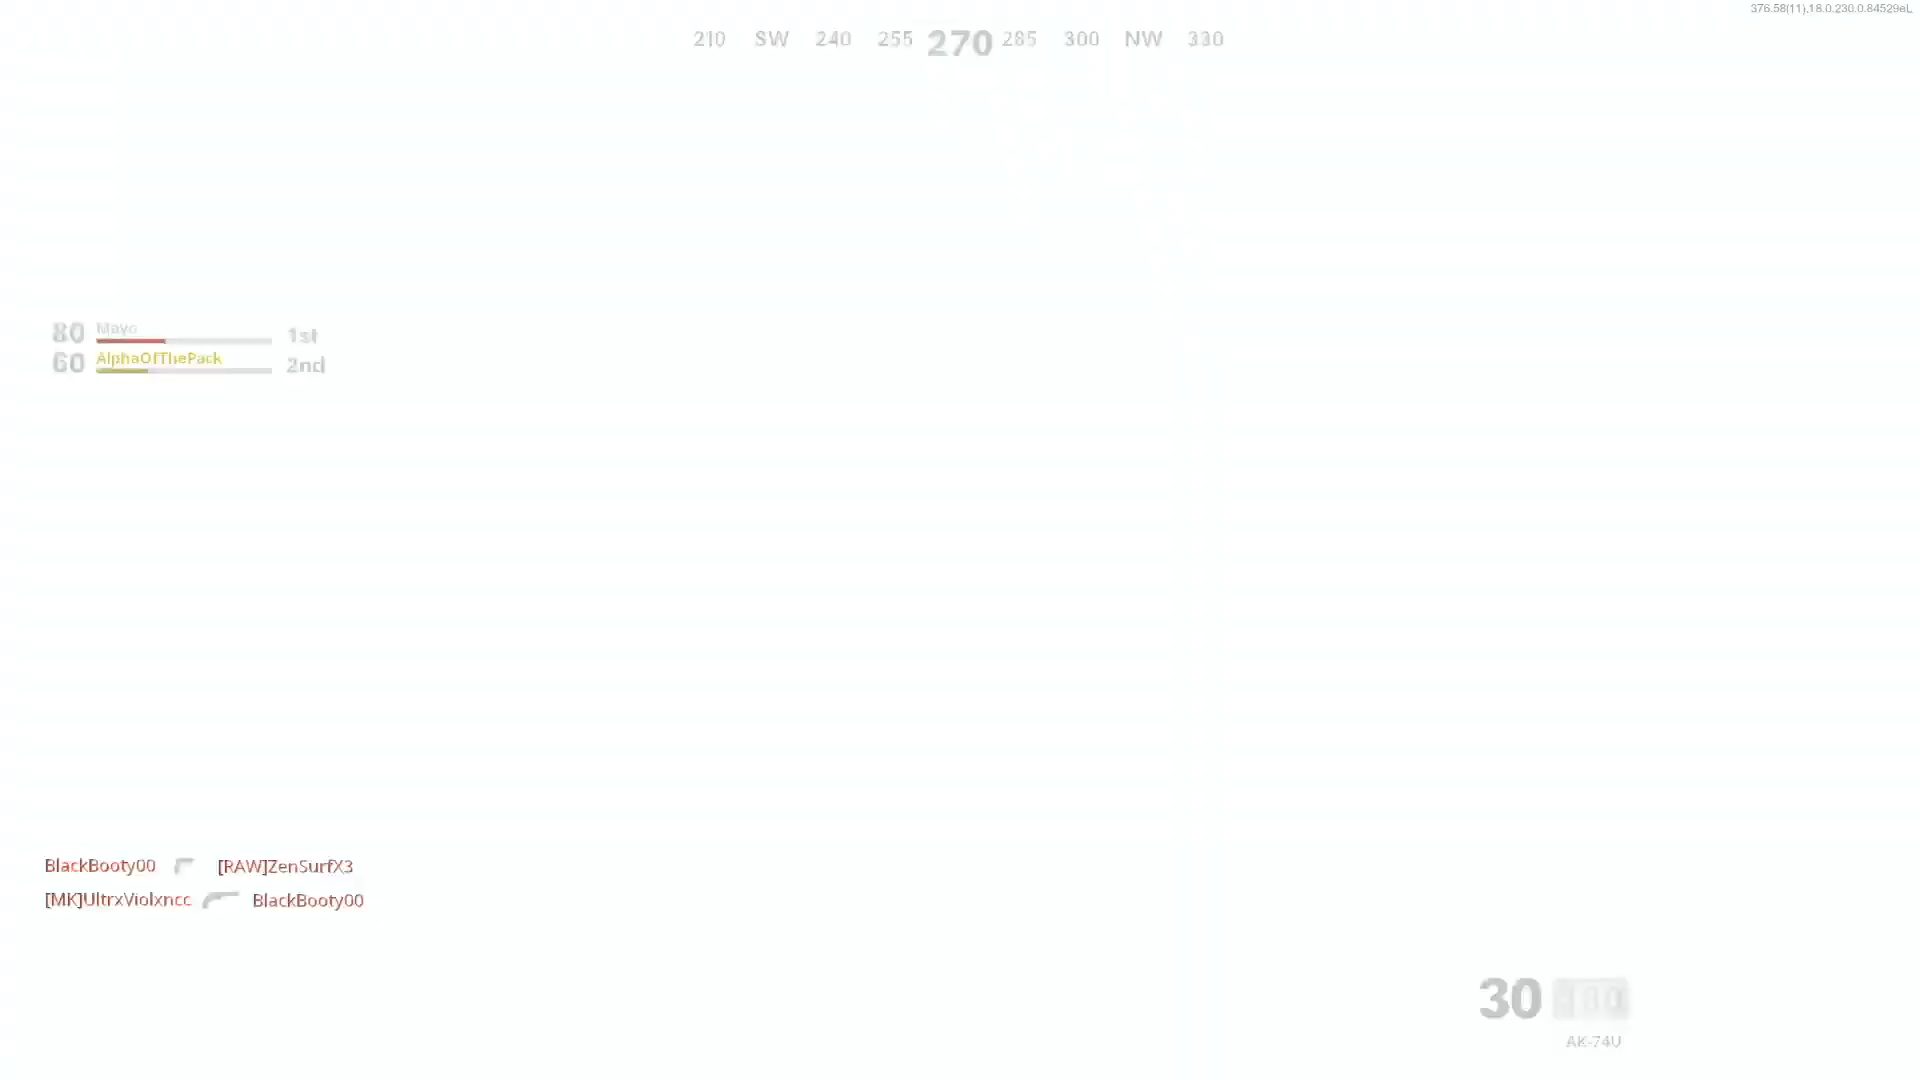 376.58(11).18.0.230.0.84529eL
210 SW 240 255 270 285 300 NW 330
80 Mayo 1st
60 AlphaOfThePack 2nd
BlackBooty00 [RAW]ZenSurfX3
[MK]UltrxViolxncc BlackBooty00
30
AK-74U